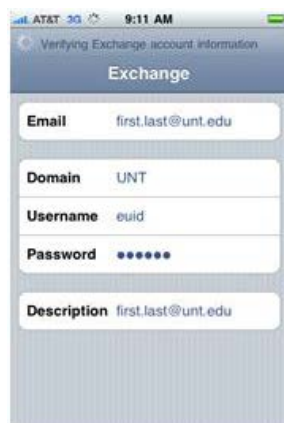 AT&T 3G 9:11 AM
Verifying Exchange account information
Exchange
Email first.last@unt.edu
Domain UNT
Username euid
Password ●●●●●●
Description first.last@unt.edu